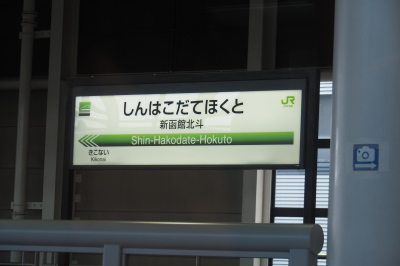 しんはこだてほくと
JR
新函館北斗
Shin-Hakodate-Hokuto
きこない
Kikonai